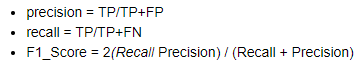 • precision = TP/TP+FP
• recall = TP/TP+FN
• F1_Score = 2(Recall Precision) / (Recall + Precision)